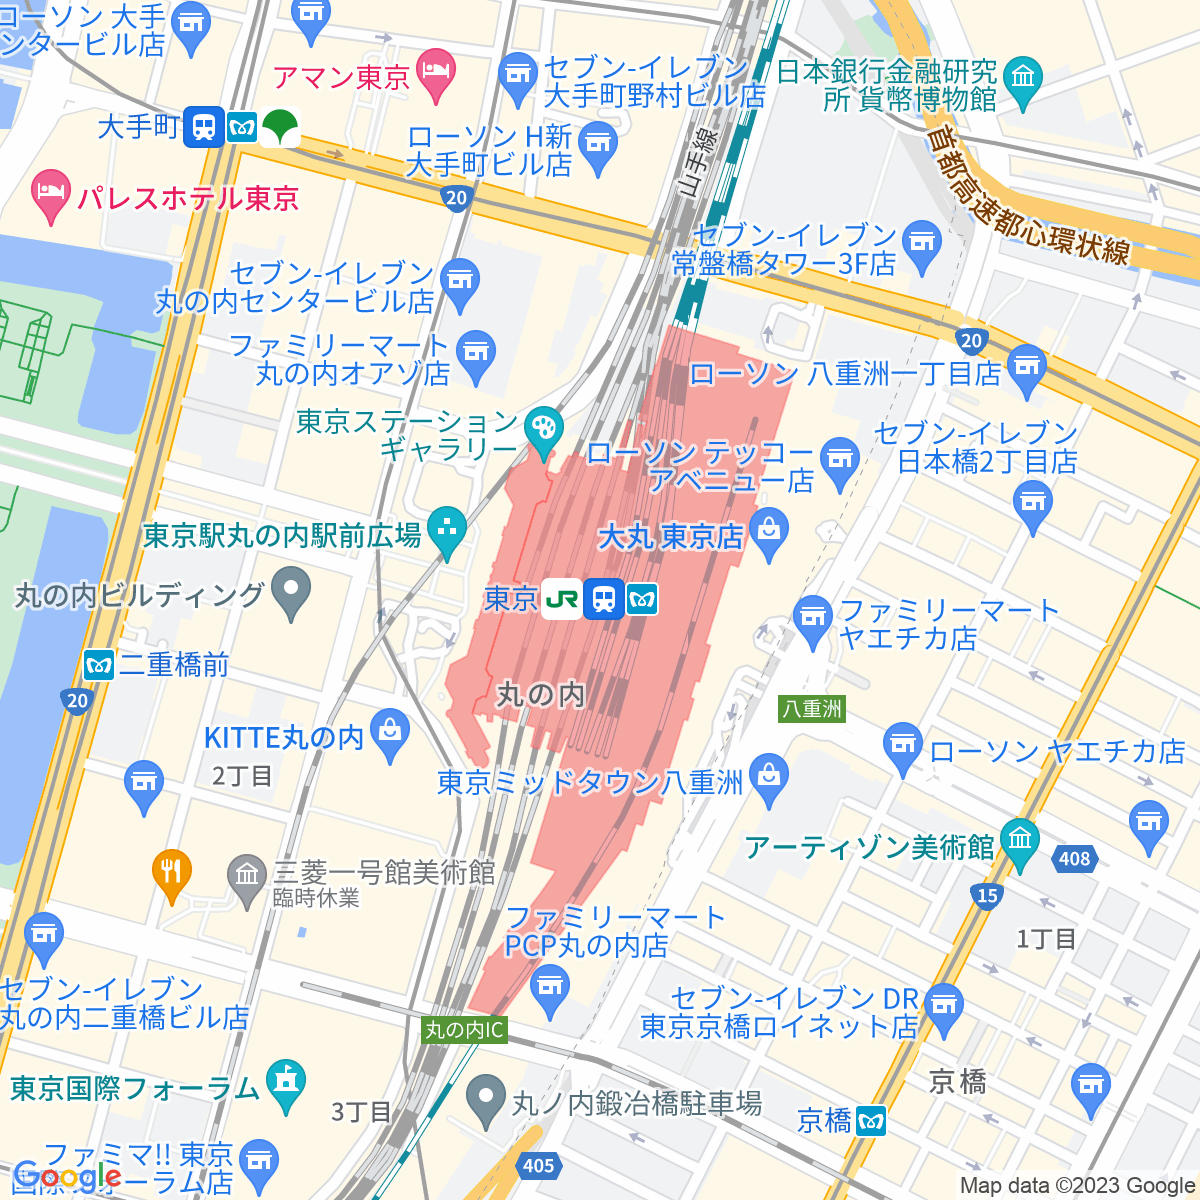 ローソン 大手
ンタービル店
アマン東京
セブン-イレブン
大手町野村ビル店
日本銀行金融研究
所 貨幣博物館
大手町
ローソン H新
大手町ビル店
山手線
首都高速都心環状線
パレスホテル東京
20
セブン-イレブン
常盤橋タワー3F店
セブン-イレブン
丸の内センタービル店
20
ファミリーマート
丸の内オアゾ店
ローソン 八重洲一丁目店
東京ステーション
ギャラリー
セブン-イレブン
日本橋2丁目店
ローソン テッコー
アベニュー店
東京駅丸の内駅前広場
大丸 東京店
丸の内ビルディング
東京
JR
ファミリーマート
ヤエチカ店
二重橋前
20
丸の内
八重洲
KITTE丸の内
2丁目
ローソン ヤエチカ店
東京ミッドタウン八重洲
アーティゾン美術館
408
三菱一号館美術館
臨時休業
15
ファミリーマート
PCP丸の内店
1丁目
セブン-イレブン
丸の内二重橋ビル店
セブン-イレブン DR
東京京橋ロイネット店
丸の内IC
東京国際フォーラム
京橋
3丁目
丸ノ内鍛冶橋駐車場
京橋
ファミマ!! 東京
国際フォーラム店
405
Google
Map data ©2023 Google